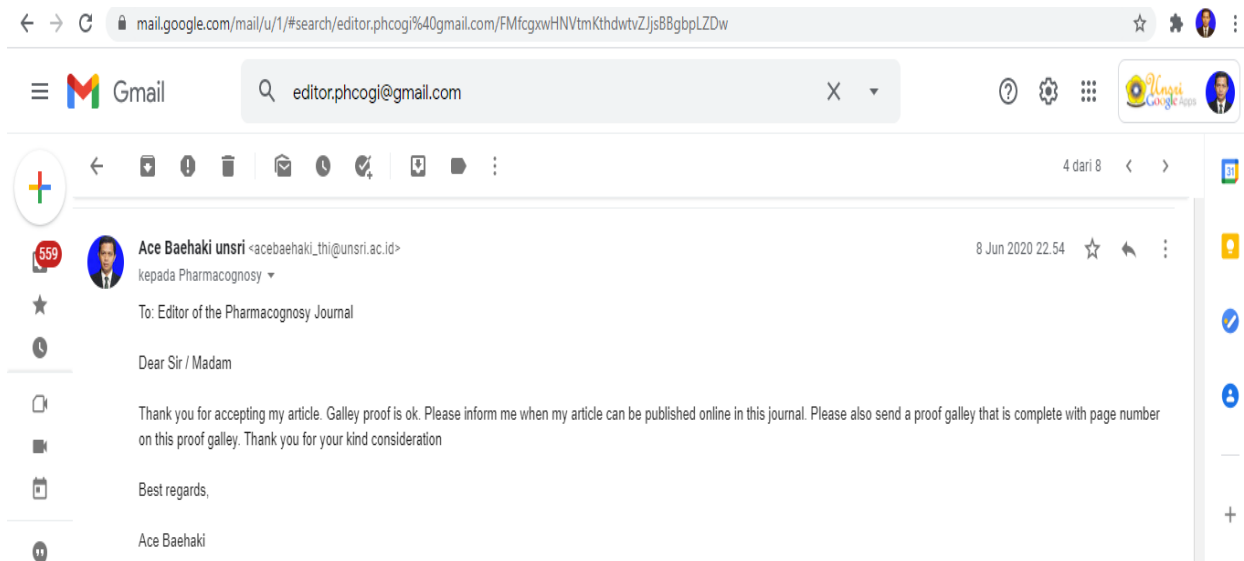 mail.google.com/mail/u/1/#search/editor.phcogi%40gmail.com/FMfcgxwHNVtmKthdwtvZJjsBBgbpLZDw
Gmail
editor.phcogi@gmail.com
Unsri
Google Apps
4 dari 8
31
559
Ace Baehaki unsri <acebaehaki_thi@unsri.ac.id>
8 Jun 2020 22.54
kepada Pharmacognosy
To: Editor of the Pharmacognosy Journal
Dear Sir / Madam
Thank you for accepting my article. Galley proof is ok. Please inform me when my article can be published online in this journal. Please also send a proof galley that is complete with page number
on this proof galley. Thank you for your kind consideration
Best regards,
Ace Baehaki